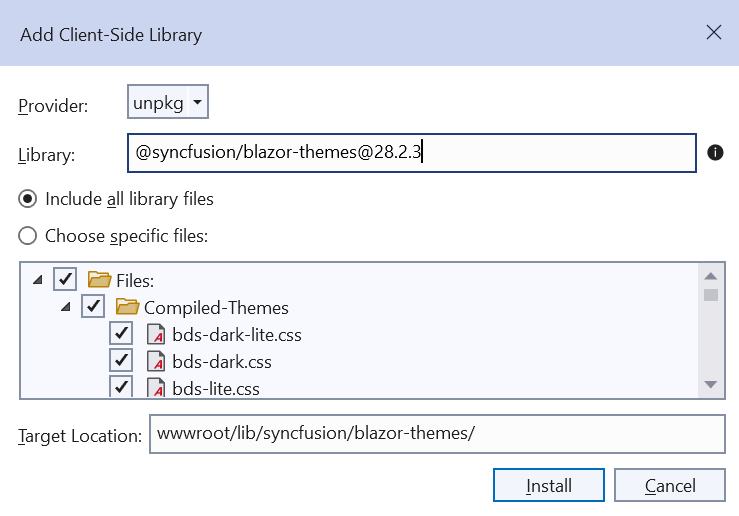 Add Client-Side Library
Provider: unpkg
Library: @syncfusion/blazor-themes@28.2.3
Include all library files
Choose specific files:
Files:
Compiled-Themes
bds-dark-lite.css
bds-dark.css
bds-lite.css
Target Location: wwwroot/lib/syncfusion/blazor-themes/
Install Cancel